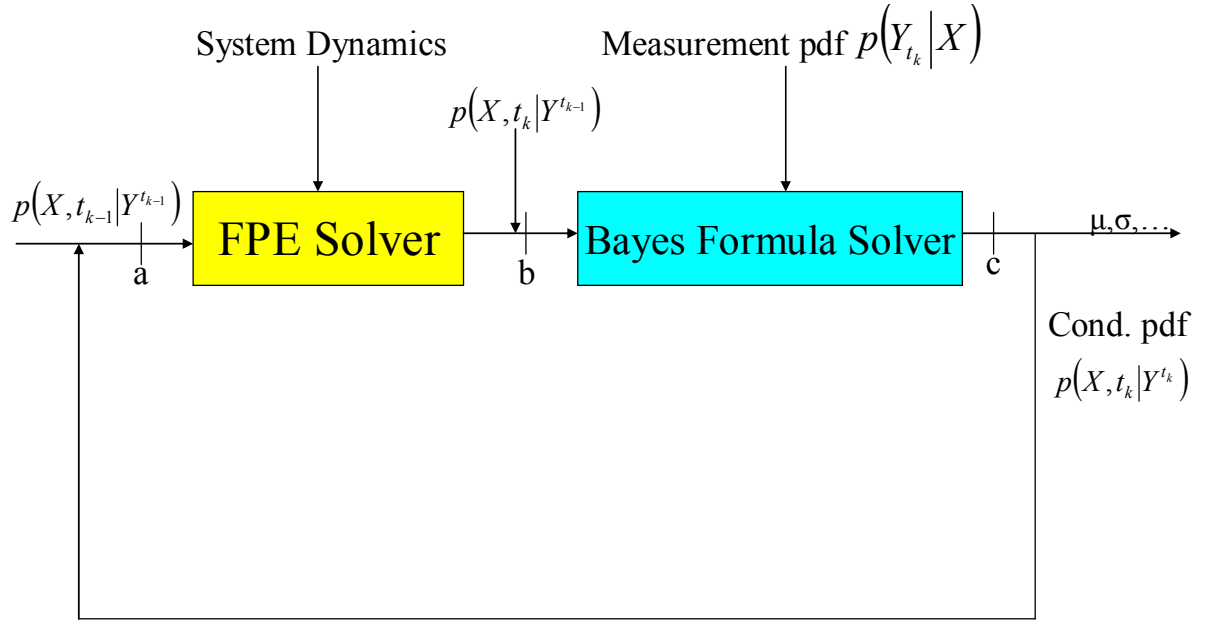 System Dynamics
Measurement pdf p(Y_{t_k}|X)
p(X,t_k|Y^{t_{k-1}})
p(X,t_{k-1}|Y^{t_{k-1}})
FPE Solver
Bayes Formula Solver
μ,σ,…
a
b
c
Cond. pdf
p(X,t_k|Y^{t_k})